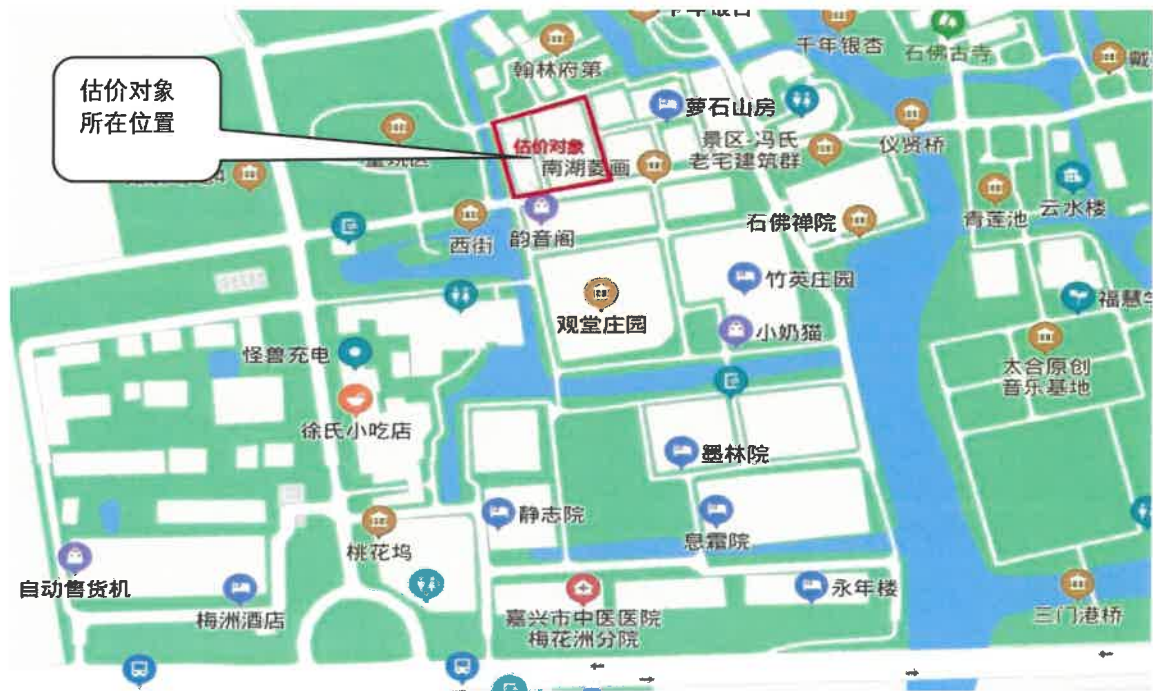 千年银杏
石佛古寺
戴
翰林府第
估价对象
所在位置
萝石山房
估价对象
景区-冯氏
老宅建筑群
仪贤桥
南湖菱画
青莲池
云水楼
石佛禅院
西街
韵音阁
竹英庄园
福慧学
观堂庄园
小奶猫
怪兽充电
太合原创
音乐基地
徐氏小吃店
墨林院
静志院
息霜院
桃花坞
自动售货机
梅洲酒店
嘉兴市中医医院
梅花洲分院
永年楼
三门港桥